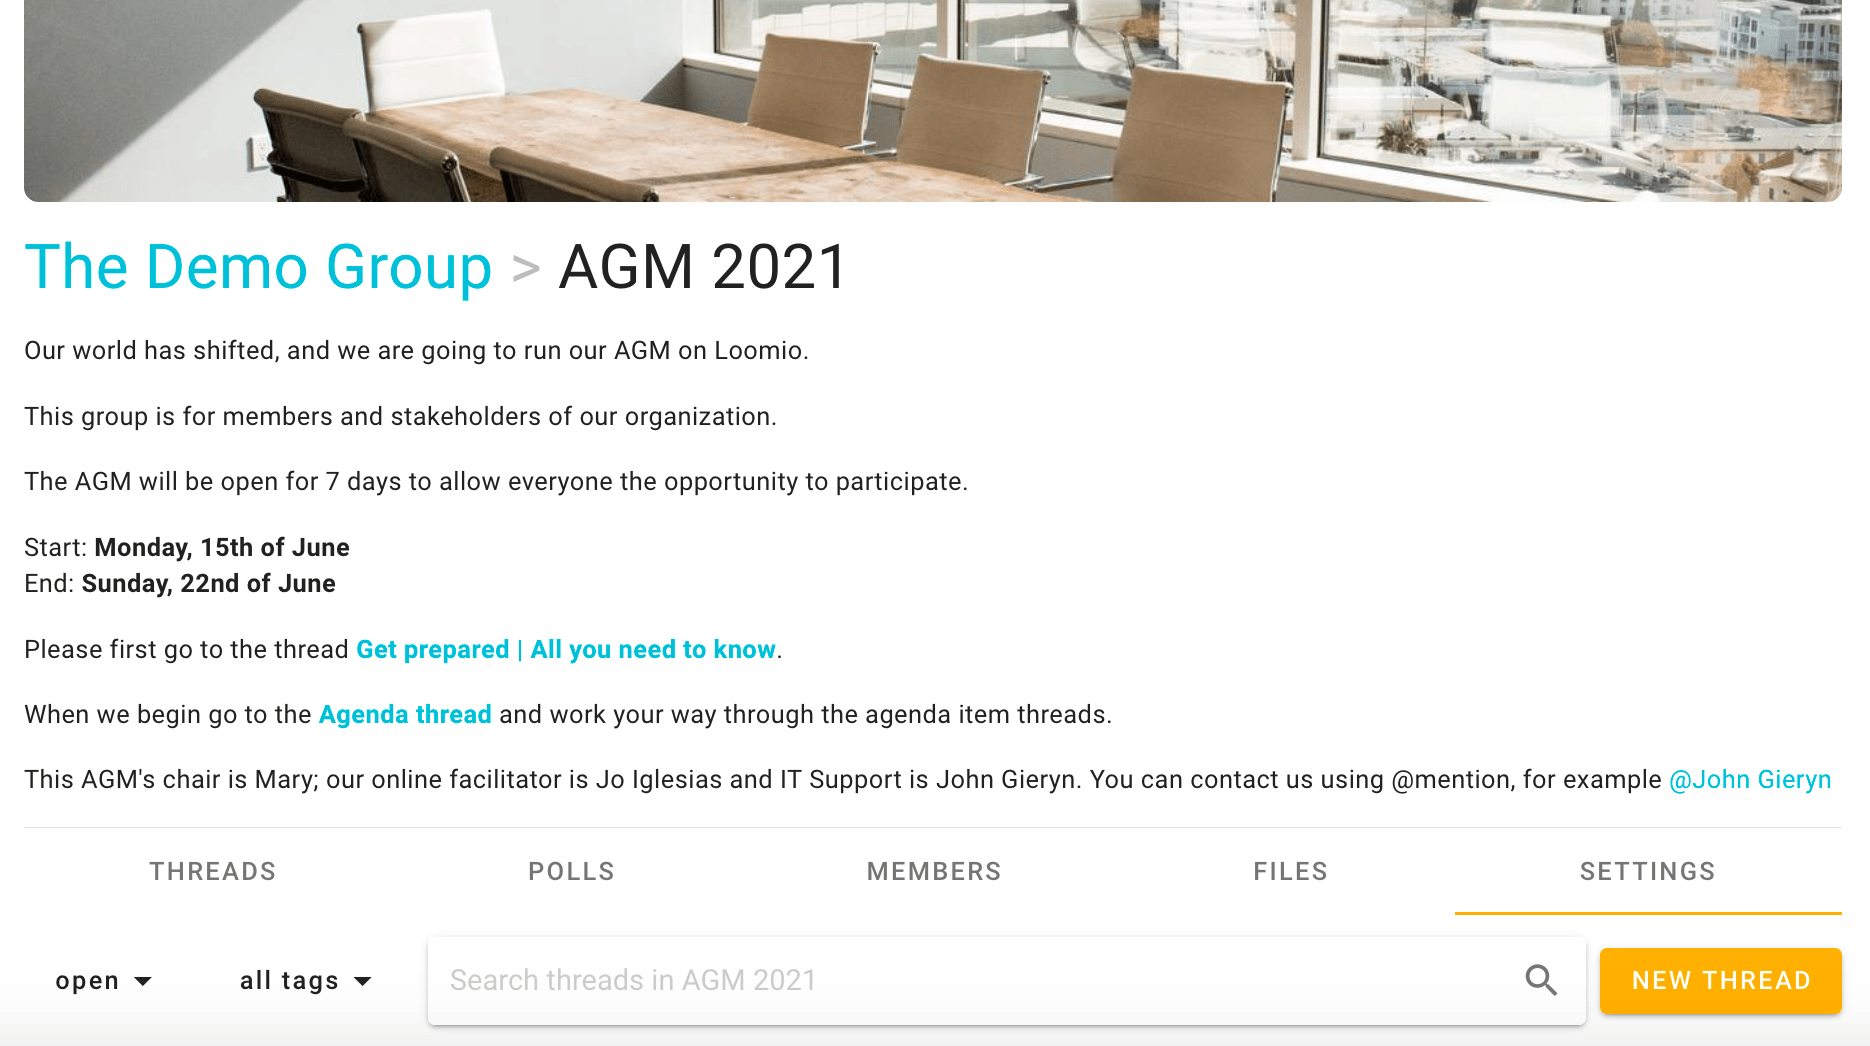 The Demo Group > AGM 2021
Our world has shifted, and we are going to run our AGM on Loomio.
This group is for members and stakeholders of our organization.
The AGM will be open for 7 days to allow everyone the opportunity to participate.
Start: Monday, 15th of June
End: Sunday, 22nd of June
Please first go to the thread Get prepared | All you need to know.
When we begin go to the Agenda thread and work your way through the agenda item threads.
This AGM's chair is Mary; our online facilitator is Jo Iglesias and IT Support is John Gieryn. You can contact us using @mention, for example @John Gieryn
THREADS POLLS MEMBERS FILES SETTINGS
open all tags Search threads in AGM 2021 NEW THREAD